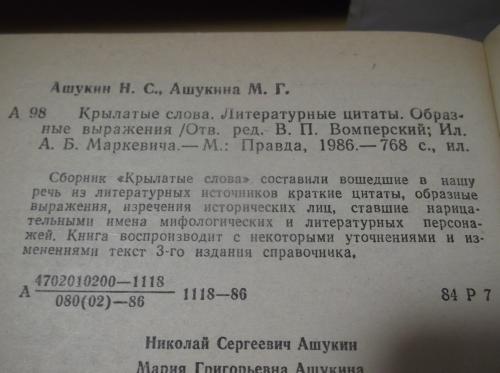 Ашукин Н. С., Ашукина М. Г.
А 98 Крылатые слова. Литературные цитаты. Образ-
ные выражения /Отв. ред. В. П. Вомперский; Ил.
А. Б. Маркевича.— М.: Правда, 1986.— 768 с., ил.
Сборник «Крылатые слова» составили вошедшие в нашу
речь из литературных источников краткие цитаты, образные
выражения, изречения исторических лиц, ставшие нарица-
тельными имена мифологических и литературных персона-
жей. Книга воспроизводит с некоторыми уточнениями и из-
менениями текст 3-го издания справочника.
4702010200—1118
А 1118—86 84 Р 7
080(02)—86
Николай Сергеевич Ашукин
Мария Григорьевна Ашукина